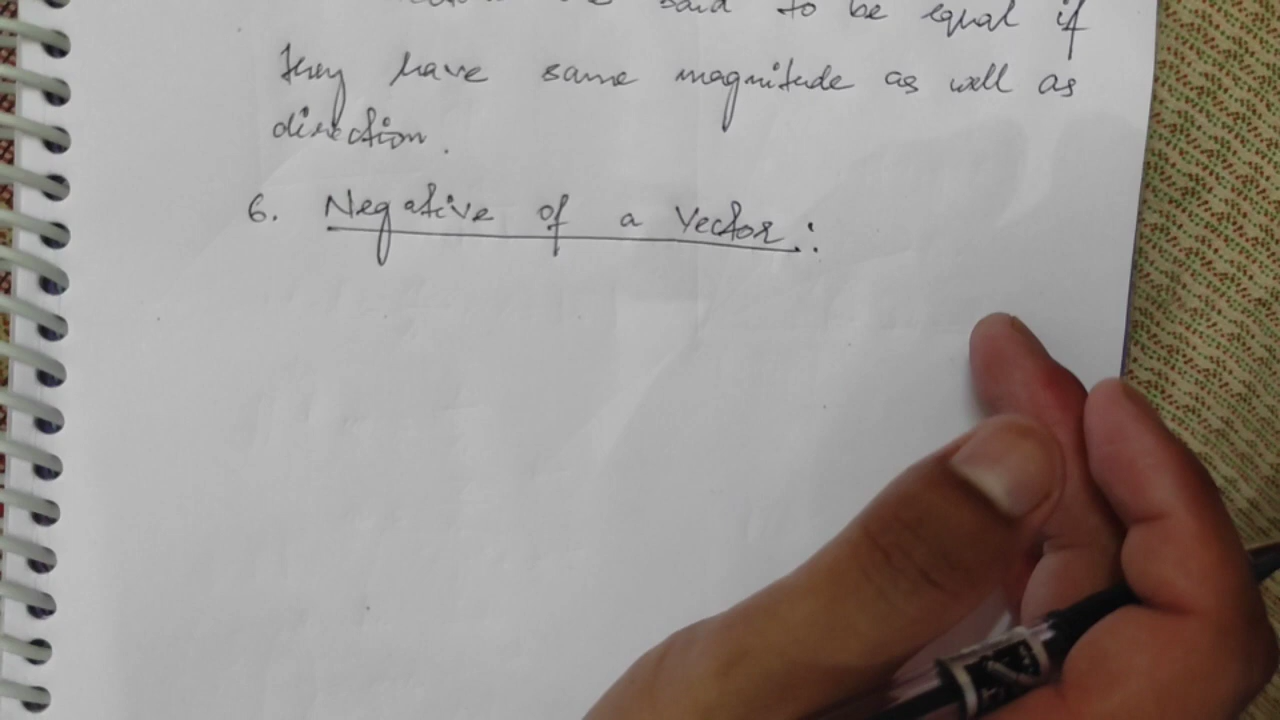 said to be equal if
they have same magnitude as well as
direction.
6. Negative of a Vector :